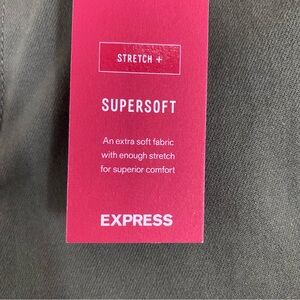 STRETCH +
SUPERSOFT
An extra soft fabric
with enough stretch
for superior comfort
EXPRESS